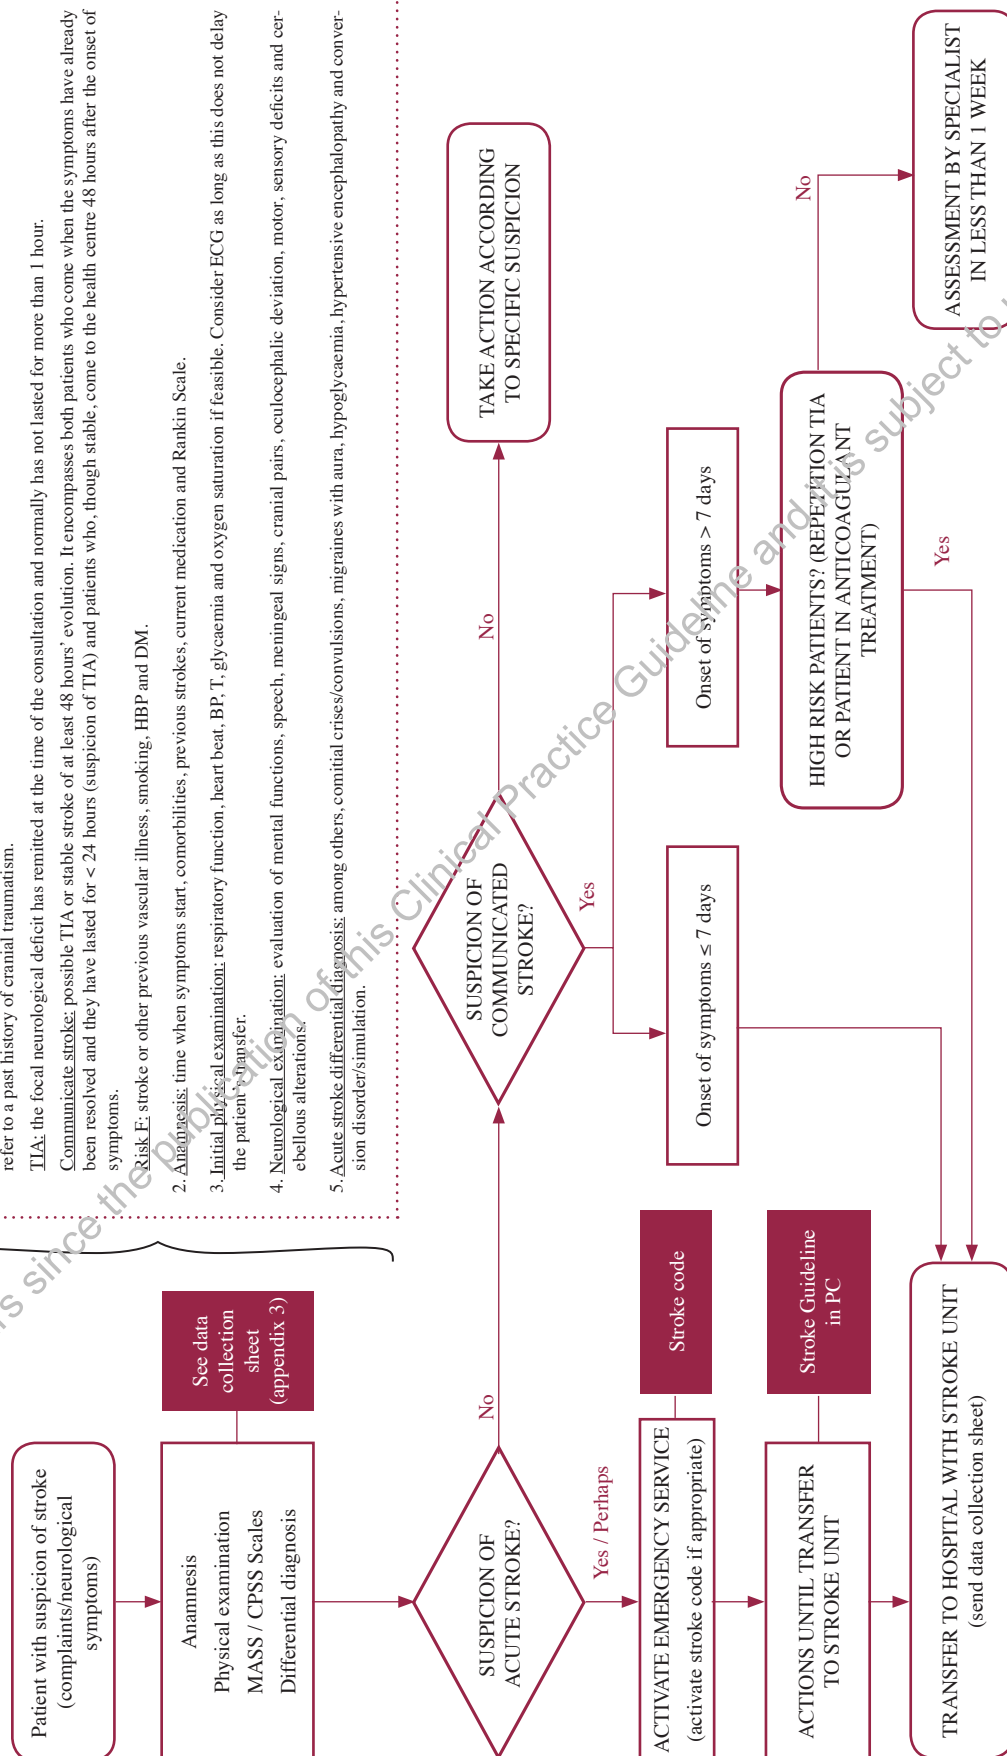 refer to a past history of cranial traumatism.
TIA: the focal neurological deficit has remitted at the time of the consultation and normally has not lasted for more than 1 hour.
Communicate stroke: possible TIA or stable stroke of at least 48 hours' evolution. It encompasses both patients who come when the symptoms have already
been resolved and they have lasted for < 24 hours (suspicion of TIA) and patients who, though stable, come to the health centre 48 hours after the onset of
symptoms.
Risk F: stroke or other previous vascular illness, smoking, HBP and DM.
2. Anamnesis: time when symptoms start, comorbilities, previous strokes, current medication and Rankin Scale.
3. Initial physical examination: respiratory function, heart beat, BP, T, glycaemia and oxygen saturation if feasible. Consider ECG as long as this does not delay
the patient's transfer.
4. Neurological examination: evaluation of mental functions, speech, meningeal signs, cranial pairs, oculocephalic deviation, motor, sensory deficits and cer-
ebellous alterations.
5. Acute stroke differential diagnosis: among others, comitial crises/convulsions, migraines with aura, hypoglycaemia, hypertensive encephalopathy and conver-
sion disorder/simulation.
Patient with suspicion of stroke
(complaints/neurological
symptoms)
Anamnesis
Physical examination
MASS / CPSS Scales
Differential diagnosis
See data
collection
sheet
(appendix 3)
SUSPICION OF
ACUTE STROKE?
No
Yes / Perhaps
SUSPICION OF
COMMUNICATED
STROKE?
No
Yes
TAKE ACTION ACCORDING
TO SPECIFIC SUSPICION
ACTIVATE EMERGENCY SERVICE
(activate stroke code if appropriate)
Stroke code
Onset of symptoms ≤ 7 days
Onset of symptoms > 7 days
ACTIONS UNTIL TRANSFER
TO STROKE UNIT
Stroke Guideline
in PC
HIGH RISK PATIENTS? (REPETITION TIA
OR PATIENT IN ANTICOAGULANT
TREATMENT)
No
Yes
TRANSFER TO HOSPITAL WITH STROKE UNIT
(send data collection sheet)
ASSESSMENT BY SPECIALIST
IN LESS THAN 1 WEEK
since the publication of this Clinical Practice Guideline and it is subject to